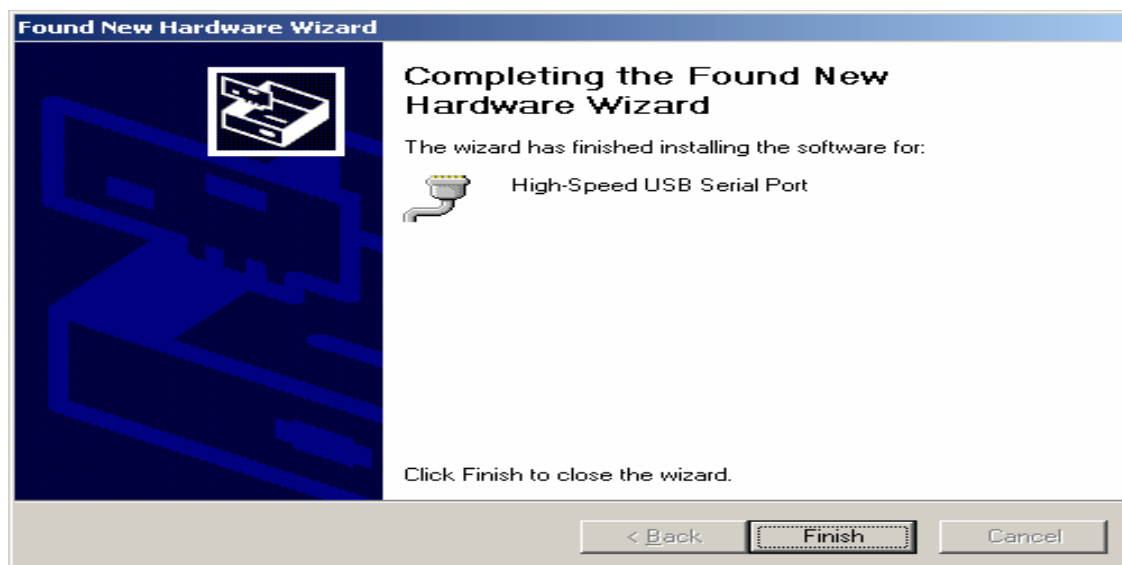 Found New Hardware Wizard
Completing the Found New
Hardware Wizard
The wizard has finished installing the software for:
High-Speed USB Serial Port
Click Finish to close the wizard.
< Back
Finish
Cancel